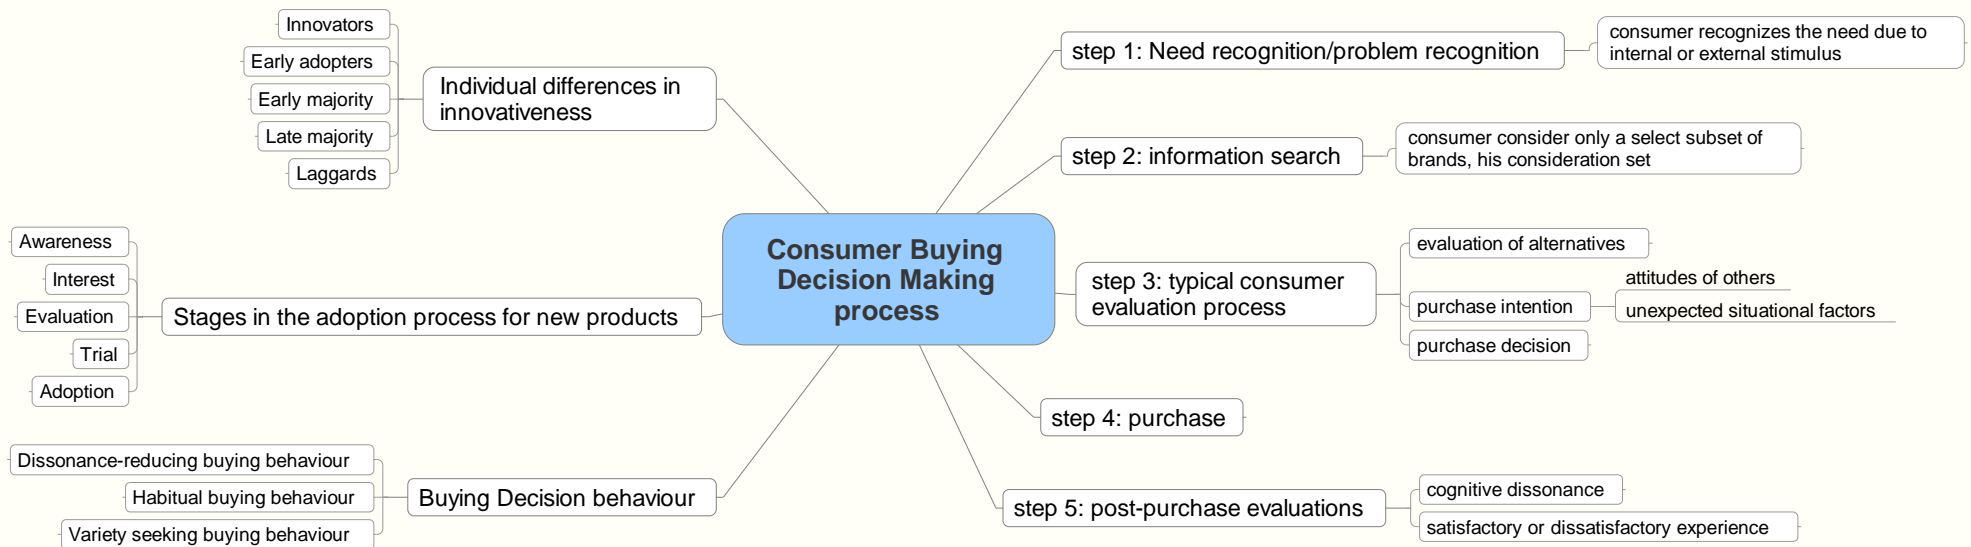 Consumer Buying
Decision Making
process
step 1: Need recognition/problem recognition
consumer recognizes the need due to
internal or external stimulus
step 2: information search
consumer consider only a select subset of
brands, his consideration set
step 3: typical consumer
evaluation process
evaluation of alternatives
purchase intention
attitudes of others
unexpected situational factors
purchase decision
step 4: purchase
step 5: post-purchase evaluations
cognitive dissonance
satisfactory or dissatisfactory experience
Individual differences in
innovativeness
Innovators
Early adopters
Early majority
Late majority
Laggards
Stages in the adoption process for new products
Awareness
Interest
Evaluation
Trial
Adoption
Buying Decision behaviour
Dissonance-reducing buying behaviour
Habitual buying behaviour
Variety seeking buying behaviour